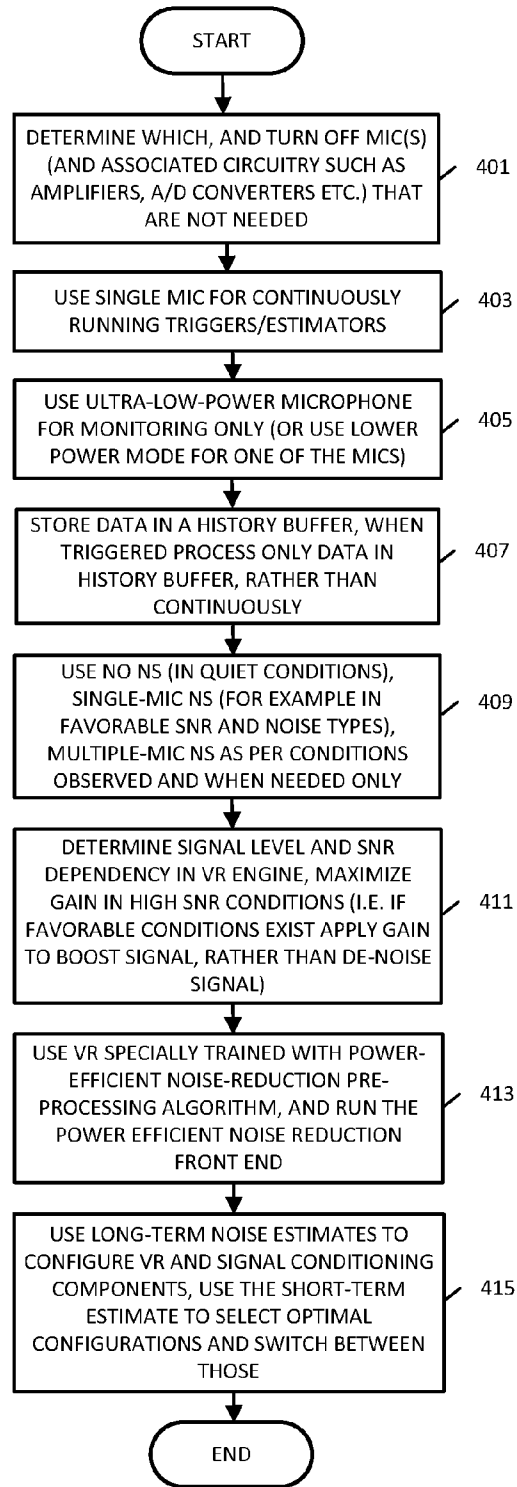 START
DETERMINE WHICH, AND TURN OFF MIC(S)
(AND ASSOCIATED CIRCUITRY SUCH AS
AMPLIFIERS, A/D CONVERTERS ETC.) THAT
ARE NOT NEEDED
401
USE SINGLE MIC FOR CONTINUOUSLY
RUNNING TRIGGERS/ESTIMATORS
403
USE ULTRA-LOW-POWER MICROPHONE
FOR MONITORING ONLY (OR USE LOWER
POWER MODE FOR ONE OF THE MICS)
405
STORE DATA IN A HISTORY BUFFER, WHEN
TRIGGERED PROCESS ONLY DATA IN
HISTORY BUFFER, RATHER THAN
CONTINUOUSLY
407
USE NO NS (IN QUIET CONDITIONS),
SINGLE-MIC NS (FOR EXAMPLE IN
FAVORABLE SNR AND NOISE TYPES),
MULTIPLE-MIC NS AS PER CONDITIONS
OBSERVED AND WHEN NEEDED ONLY
409
DETERMINE SIGNAL LEVEL AND SNR
DEPENDENCY IN VR ENGINE, MAXIMIZE
GAIN IN HIGH SNR CONDITIONS (I.E. IF
FAVORABLE CONDITIONS EXIST APPLY GAIN
TO BOOST SIGNAL, RATHER THAN DE-NOISE
SIGNAL)
411
USE VR SPECIALLY TRAINED WITH POWER-
EFFICIENT NOISE-REDUCTION PRE-
PROCESSING ALGORITHM, AND RUN THE
POWER EFFICIENT NOISE REDUCTION
FRONT END
413
USE LONG-TERM NOISE ESTIMATES TO
CONFIGURE VR AND SIGNAL CONDITIONING
COMPONENTS, USE THE SHORT-TERM
ESTIMATE TO SELECT OPTIMAL
CONFIGURATIONS AND SWITCH BETWEEN
THOSE
415
END